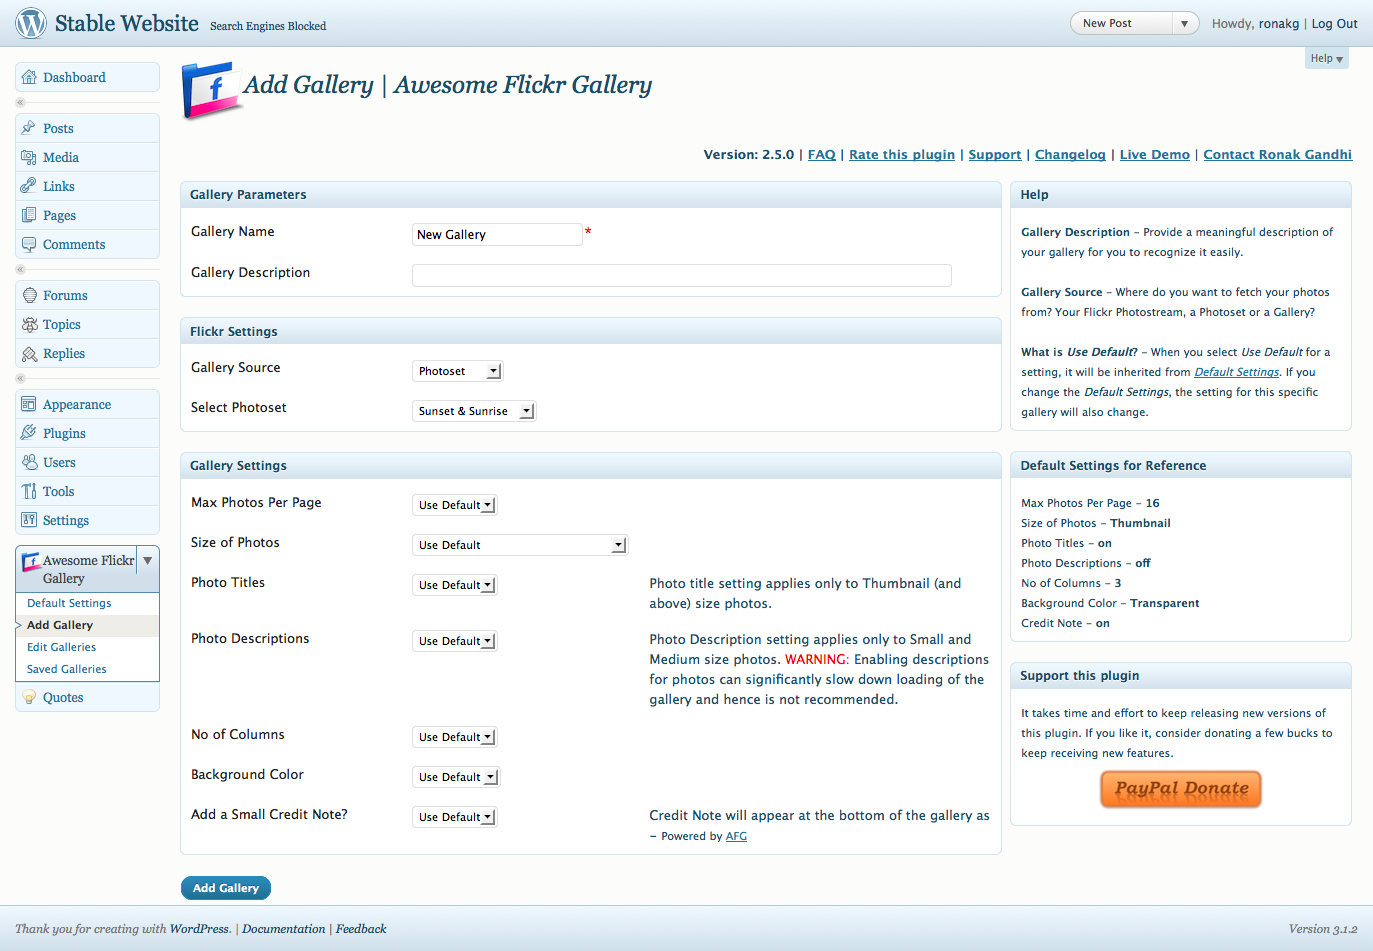 Stable Website Search Engines Blocked
New Post
Howdy, ronakg | Log Out
Help
Dashboard
Posts
Media
Links
Pages
Comments
Forums
Topics
Replies
Appearance
Plugins
Users
Tools
Settings
Awesome Flickr
Gallery
Default Settings
Add Gallery
Edit Galleries
Saved Galleries
Quotes
Add Gallery | Awesome Flickr Gallery
Version: 2.5.0 | FAQ | Rate this plugin | Support | Changelog | Live Demo | Contact Ronak Gandhi
Gallery Parameters
Gallery Name
New Gallery *
Gallery Description
Flickr Settings
Gallery Source
Photoset
Select Photoset
Sunset & Sunrise
Gallery Settings
Max Photos Per Page
Use Default
Size of Photos
Use Default
Photo Titles
Use Default
Photo title setting applies only to Thumbnail (and
above) size photos.
Photo Descriptions
Use Default
Photo Description setting applies only to Small and
Medium size photos. WARNING: Enabling descriptions
for photos can significantly slow down loading of the
gallery and hence is not recommended.
No of Columns
Use Default
Background Color
Use Default
Add a Small Credit Note?
Use Default
Credit Note will appear at the bottom of the gallery as
– Powered by AFG
Add Gallery
Help
Gallery Description – Provide a meaningful description of
your gallery for you to recognize it easily.
Gallery Source – Where do you want to fetch your photos
from? Your Flickr Photostream, a Photoset or a Gallery?
What is Use Default? – When you select Use Default for a
setting, it will be inherited from Default Settings. If you
change the Default Settings, the setting for this specific
gallery will also change.
Default Settings for Reference
Max Photos Per Page – 16
Size of Photos – Thumbnail
Photo Titles – on
Photo Descriptions – off
No of Columns – 3
Background Color – Transparent
Credit Note – on
Support this plugin
It takes time and effort to keep releasing new versions of
this plugin. If you like it, consider donating a few bucks to
keep receiving new features.
PayPal Donate
Thank you for creating with WordPress. | Documentation | Feedback
Version 3.1.2